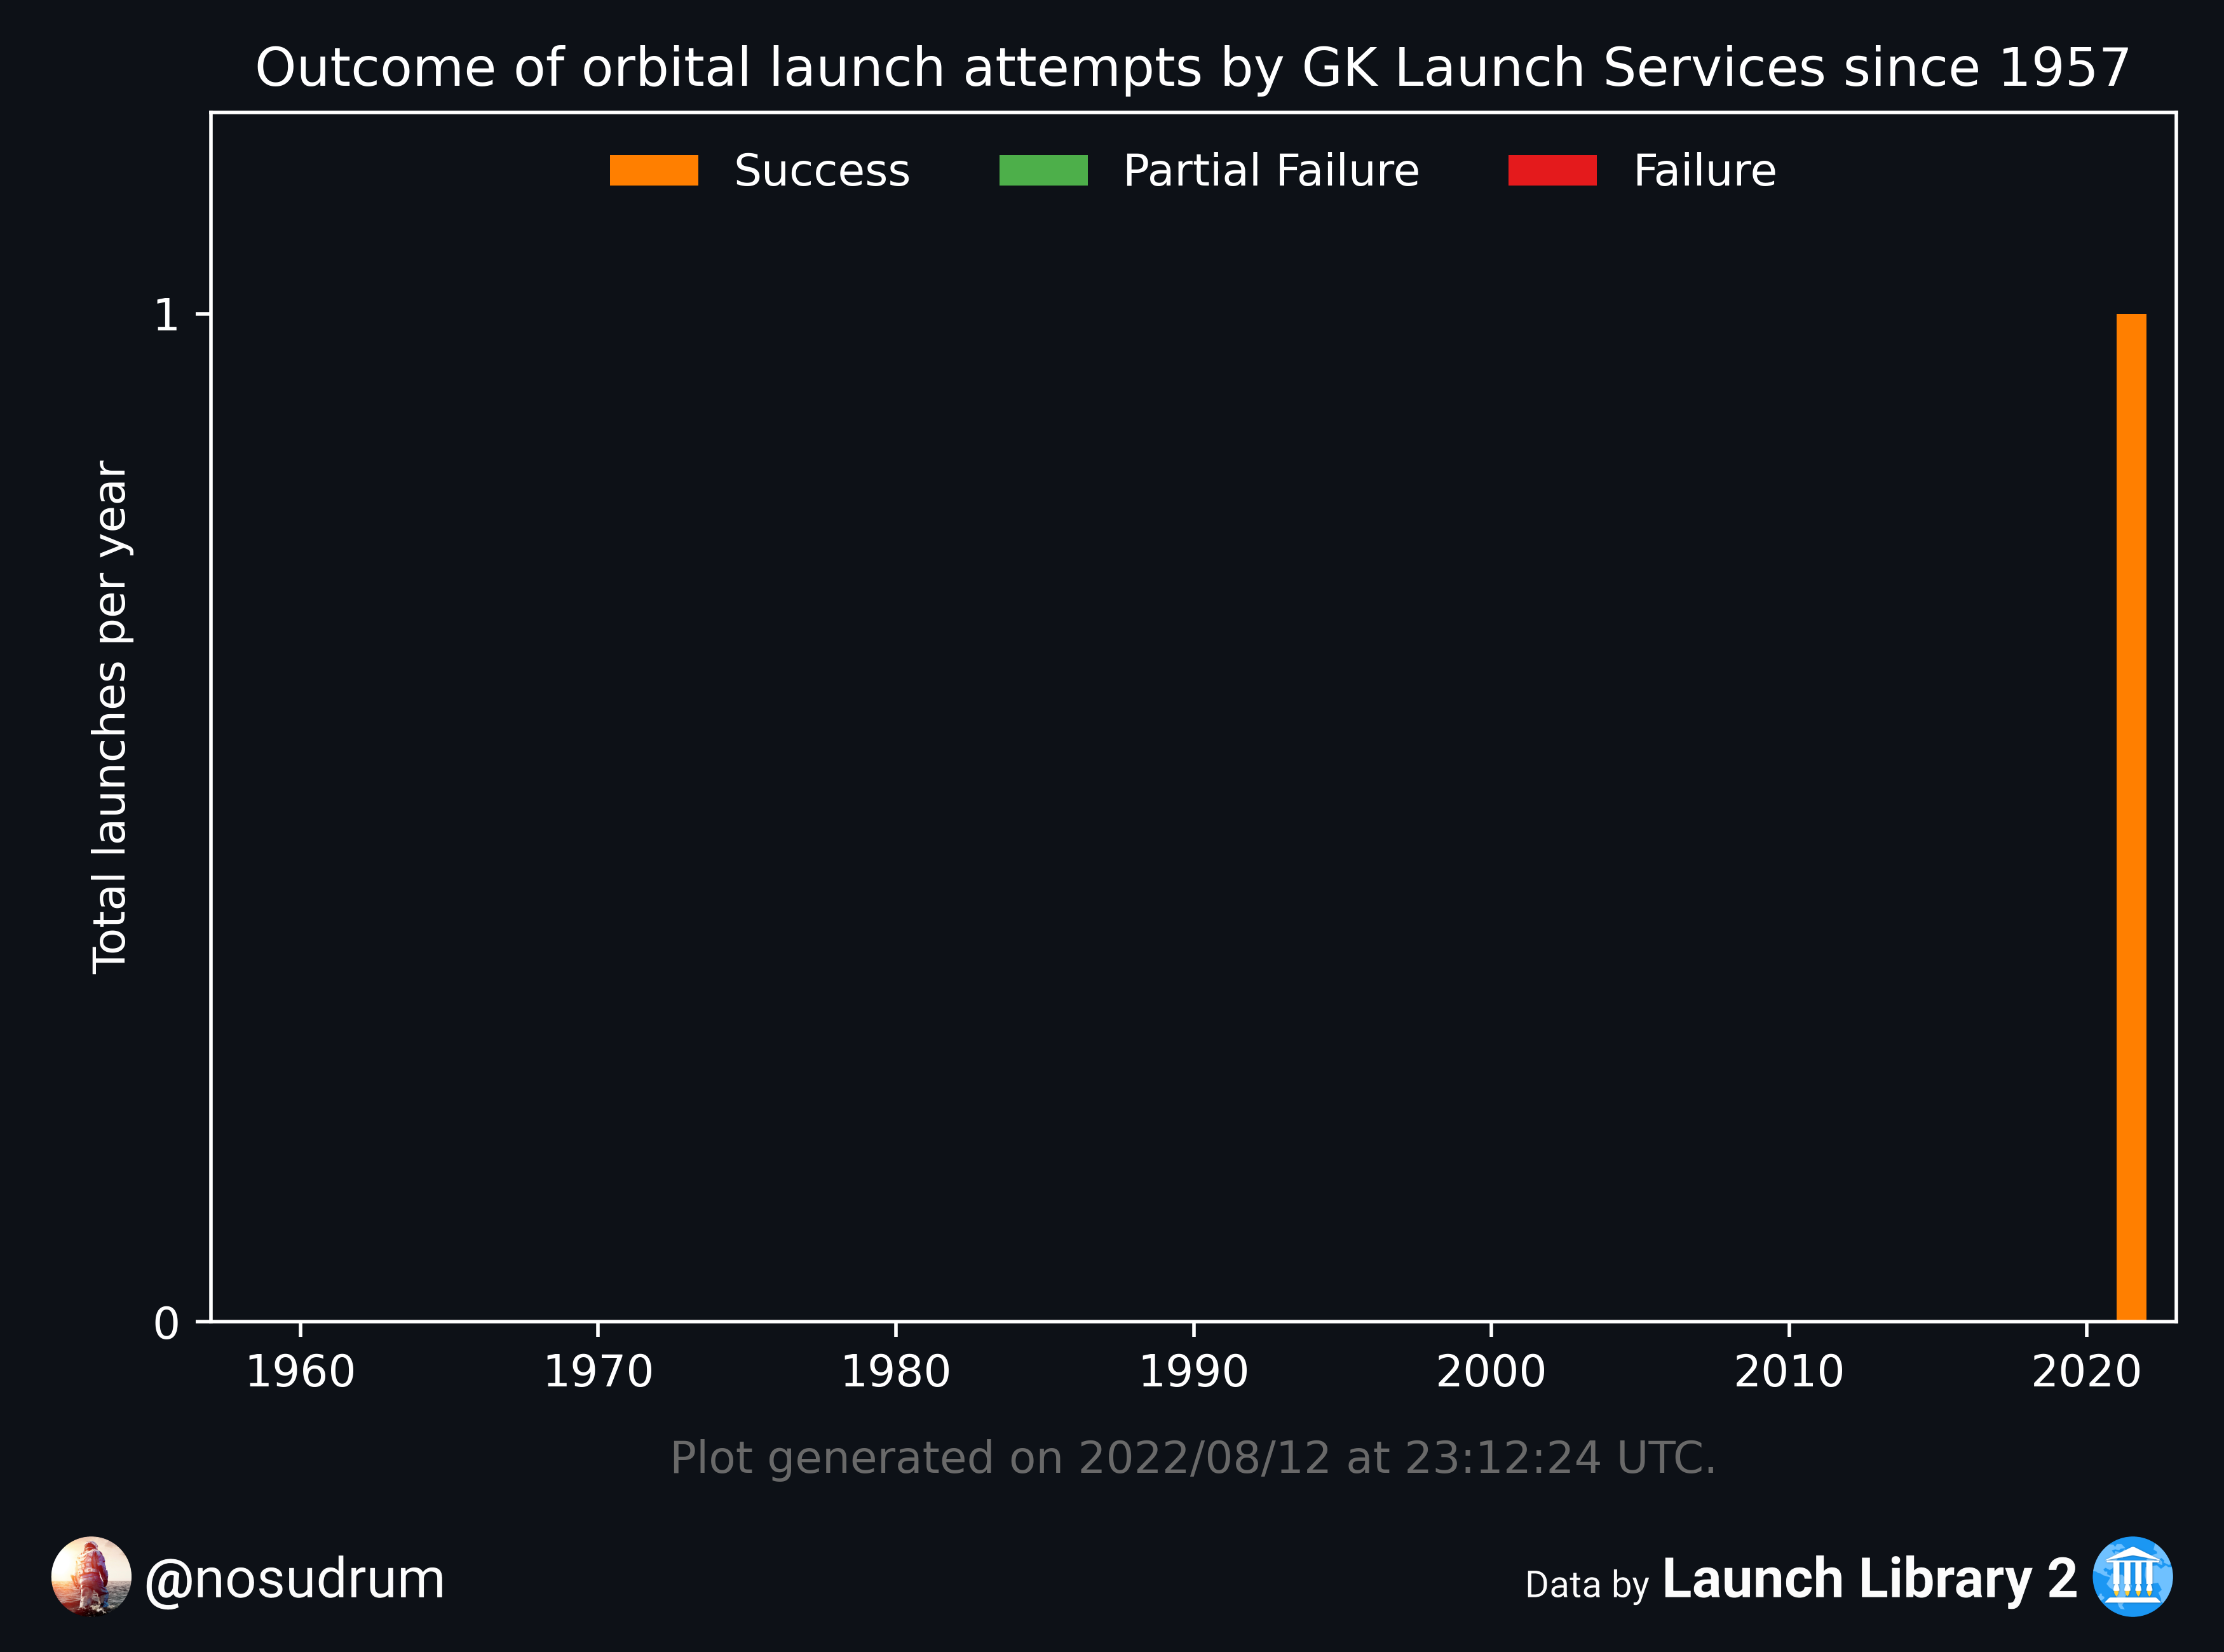 Outcome of orbital launch attempts by GK Launch Services since 1957
Success Partial Failure Failure
Total launches per year
1
0
1960 1970 1980 1990 2000 2010 2020
Plot generated on 2022/08/12 at 23:12:24 UTC.
@nosudrum
Data by Launch Library 2